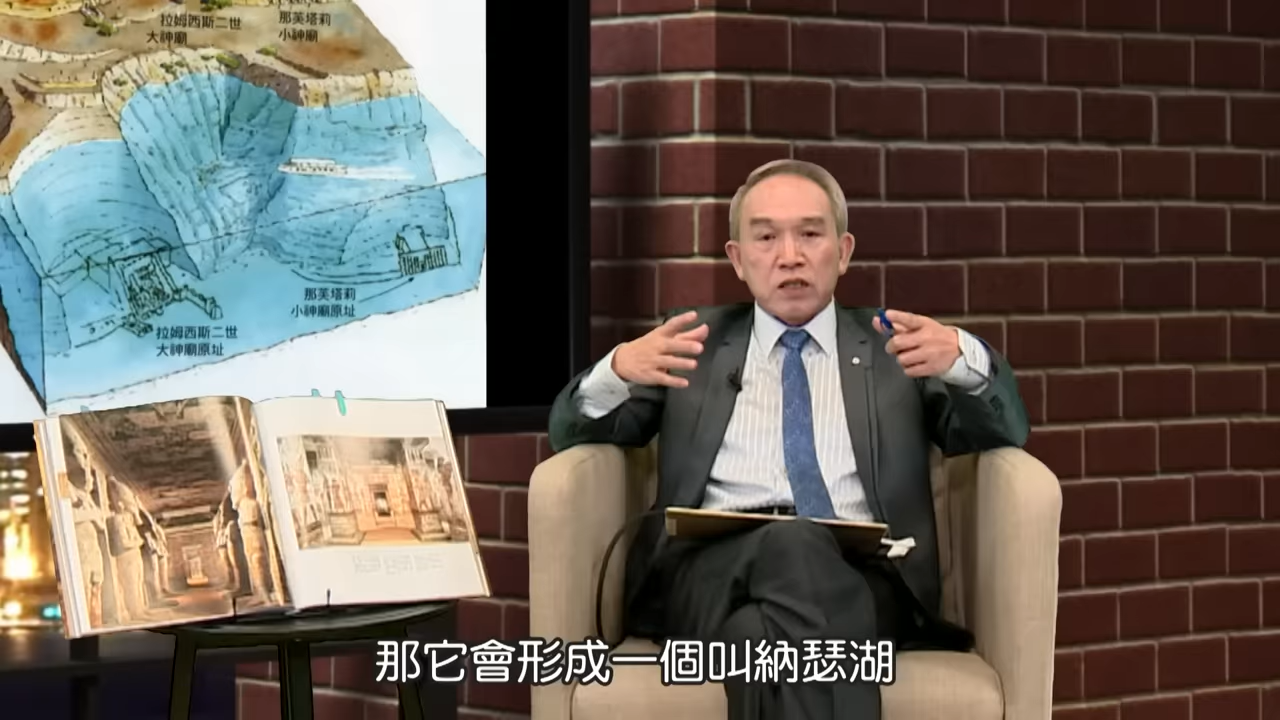 拉姆西斯二世
大神廟
那芙塔莉
小神廟
那芙塔莉
小神廟原址
拉姆西斯二世
大神廟原址
那它會形成一個叫納瑟湖